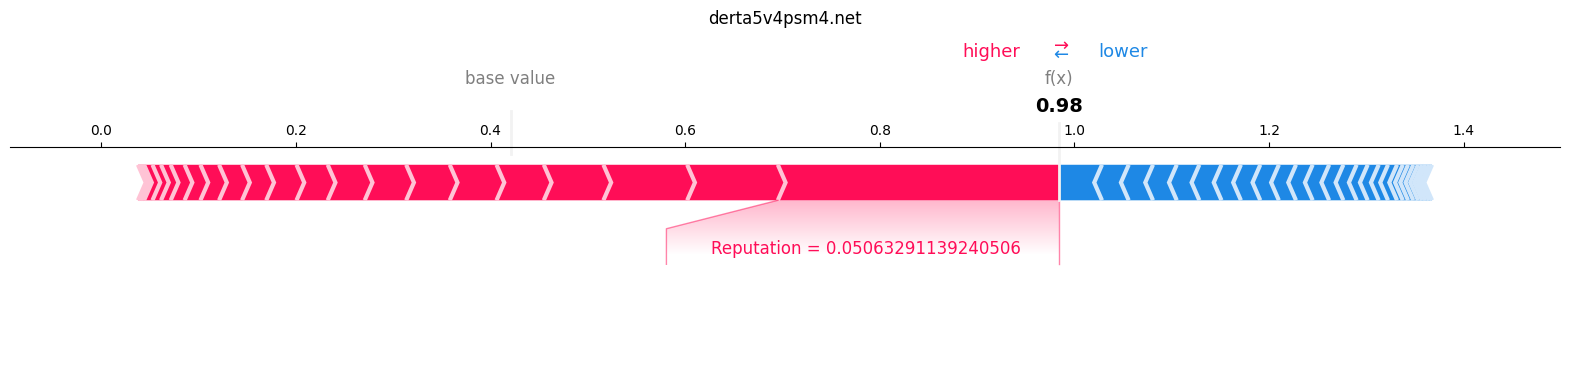 derta5v4psm4.net
higher ⇄ lower
base value f(x)
0.98
0.0 0.2 0.4 0.6 0.8 1.0 1.2 1.4
Reputation = 0.05063291139240506